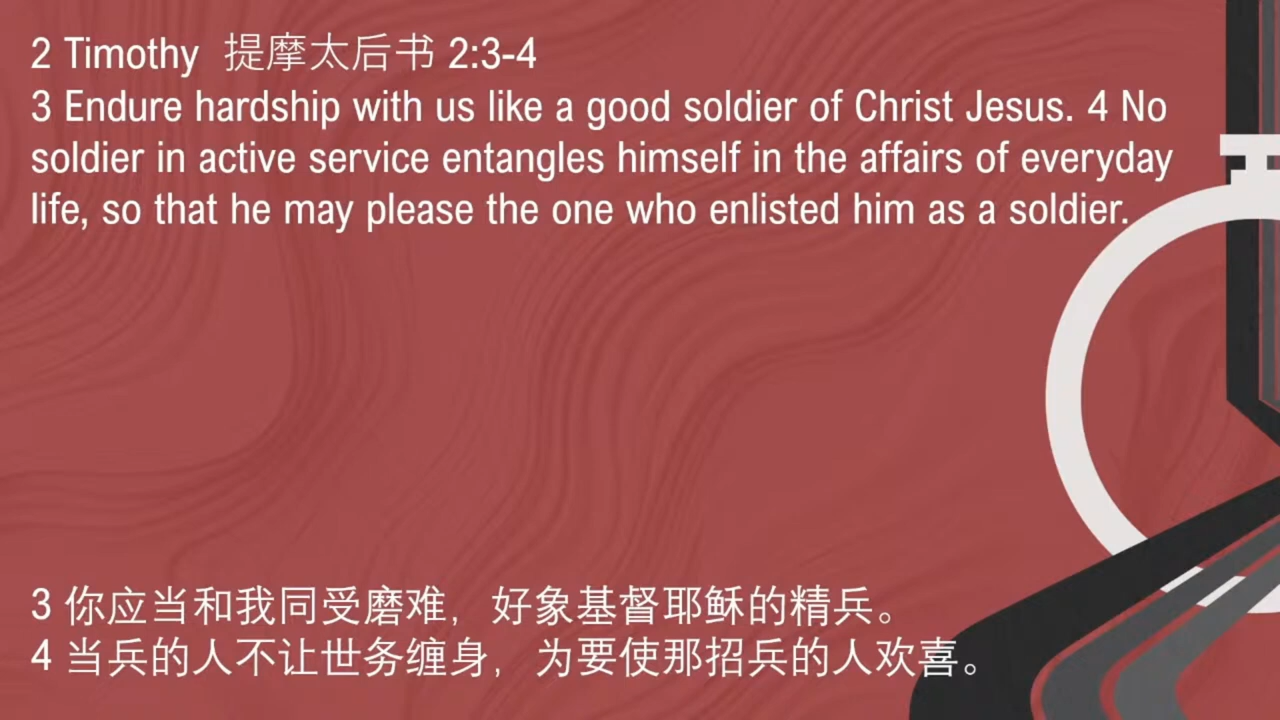 2 Timothy 提摩太后书 2:3-4
3 Endure hardship with us like a good soldier of Christ Jesus. 4 No
soldier in active service entangles himself in the affairs of everyday
life, so that he may please the one who enlisted him as a soldier.
3 你应当和我同受磨难，好象基督耶稣的精兵。
4 当兵的人不让世务缠身，为要使那招兵的人欢喜。